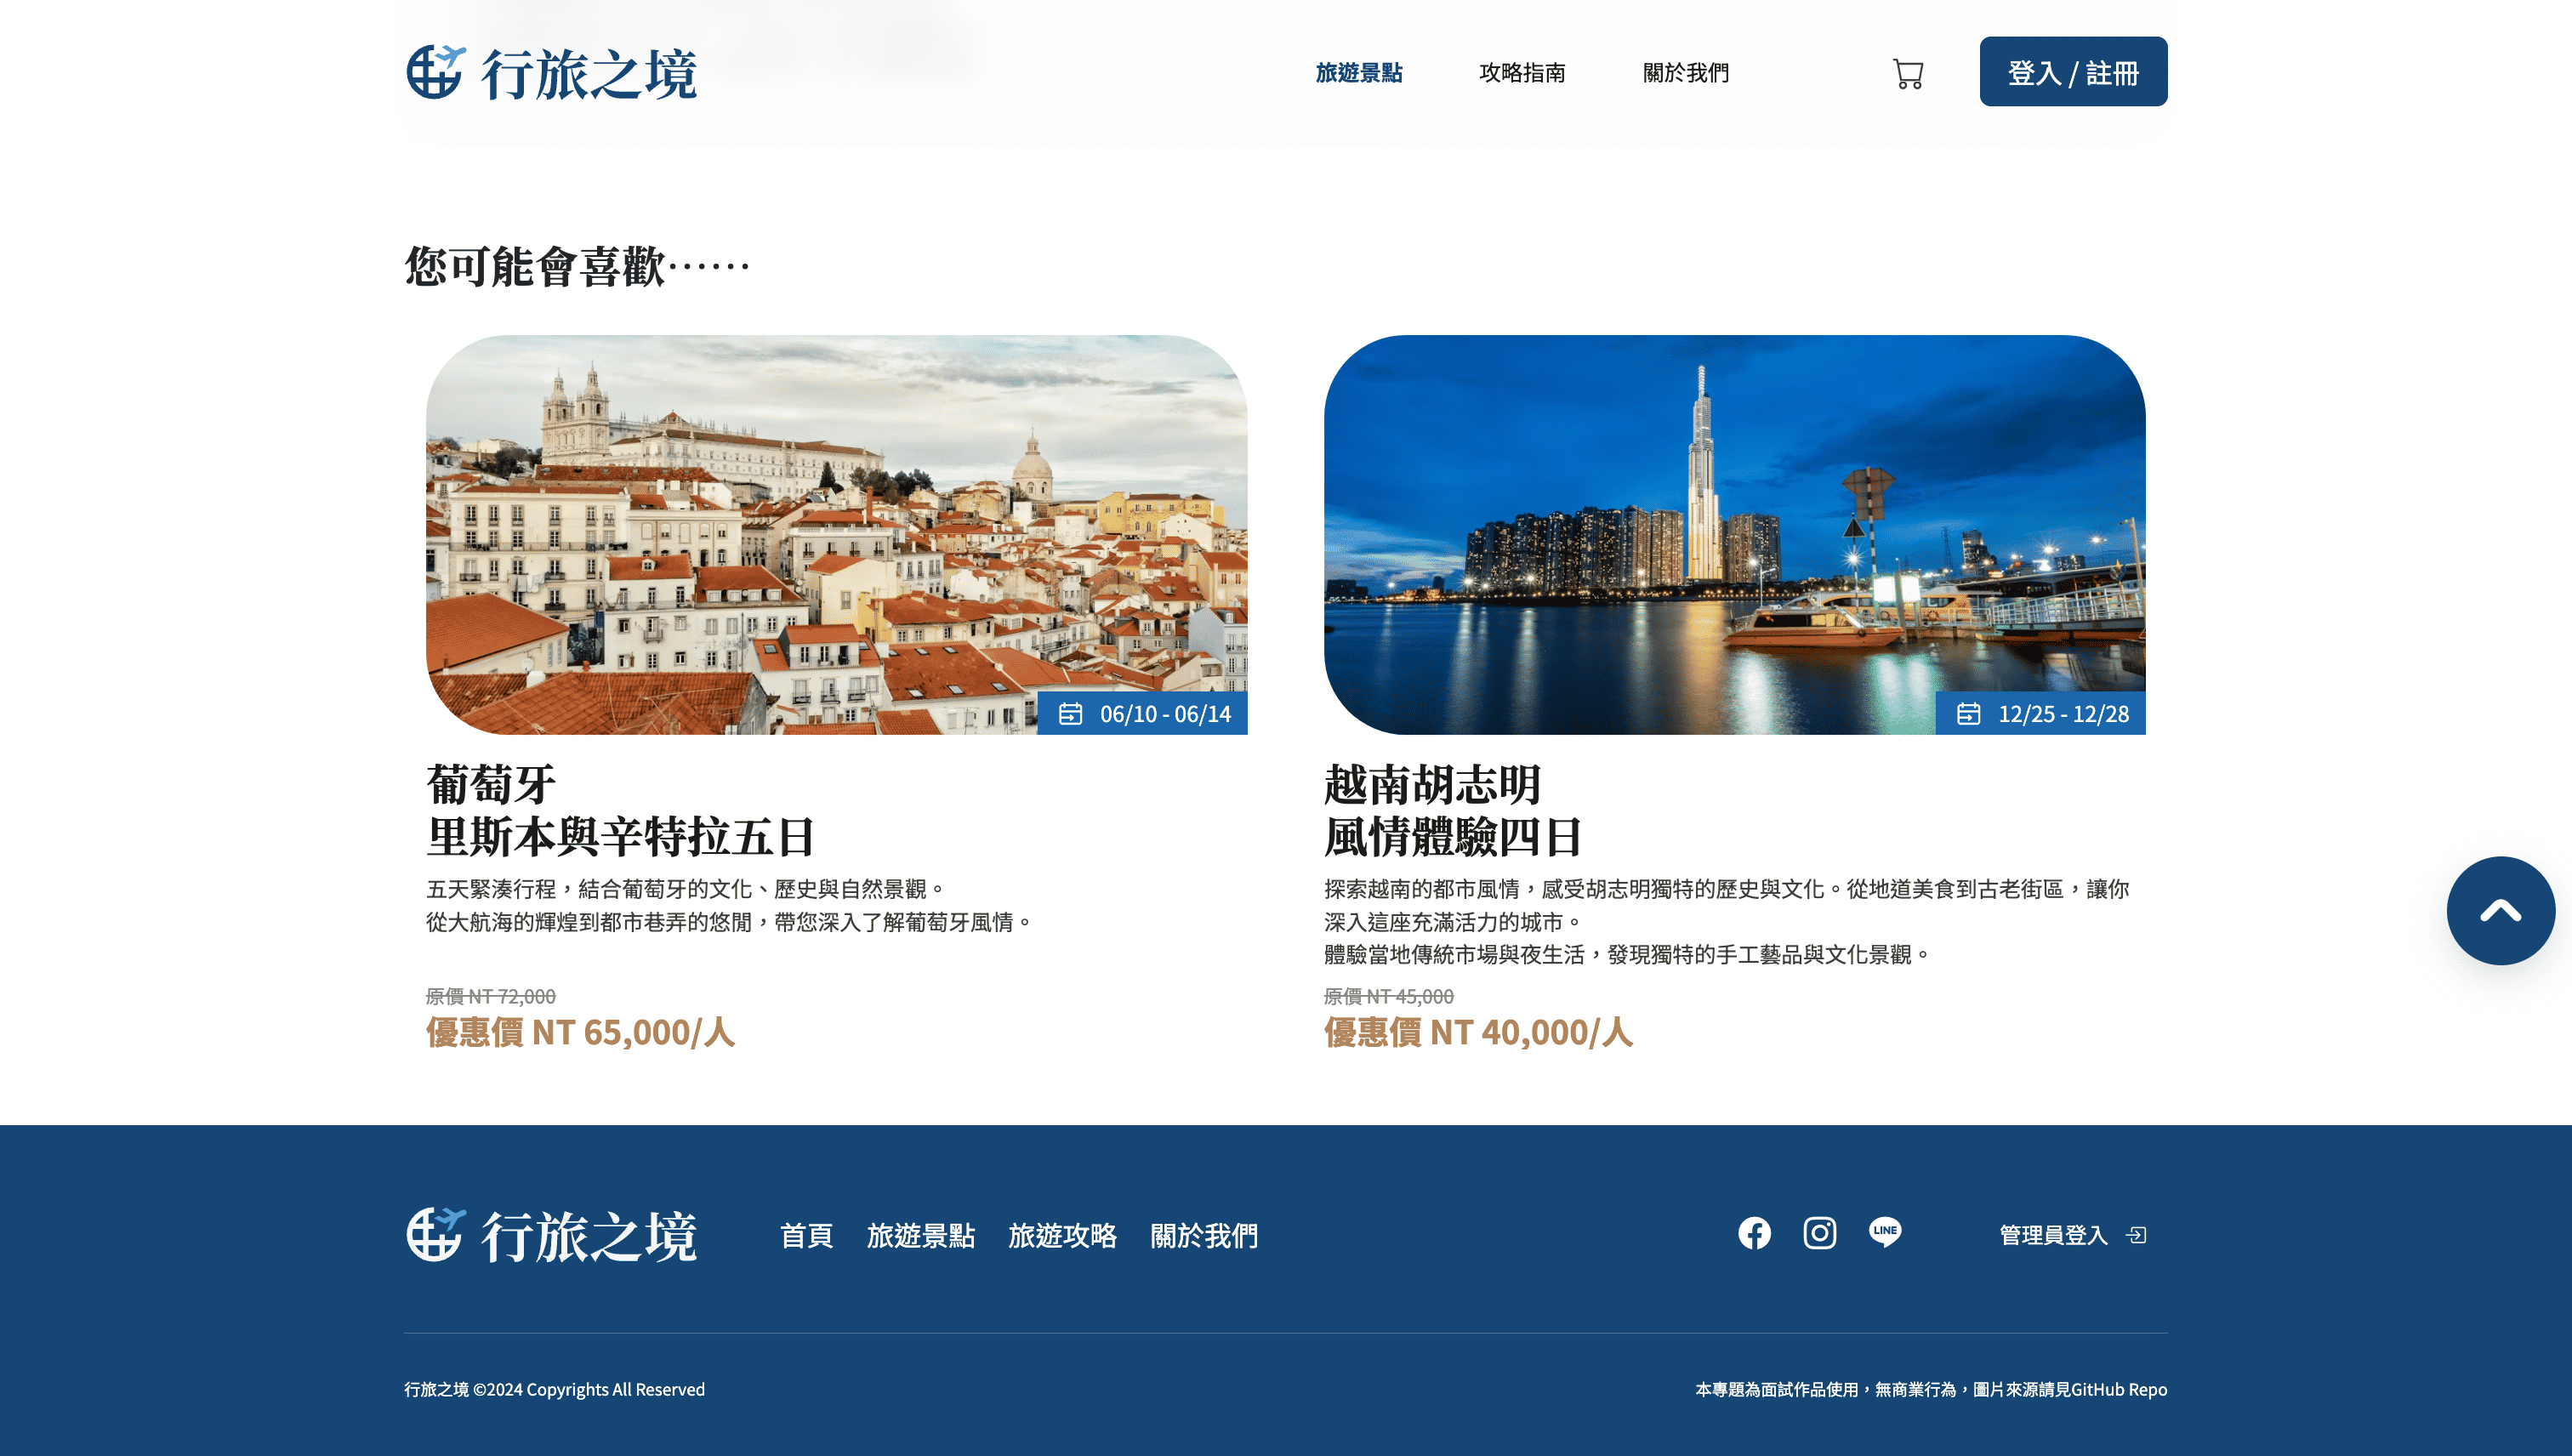 行旅之境
旅遊景點
攻略指南
關於我們
登入 / 註冊
您可能會喜歡⋯⋯
06/10 - 06/14
葡萄牙
里斯本與辛特拉五日
五天緊湊行程，結合葡萄牙的文化、歷史與自然景觀。
從大航海的輝煌到都市巷弄的悠閒，帶您深入了解葡萄牙風情。
原價 NT 72,000
優惠價 NT 65,000/人
12/25 - 12/28
越南胡志明
風情體驗四日
探索越南的都市風情，感受胡志明獨特的歷史與文化。從地道美食到古老街區，讓你
深入這座充滿活力的城市。
體驗當地傳統市場與夜生活，發現獨特的手工藝品與文化景觀。
原價 NT 45,000
優惠價 NT 40,000/人
行旅之境
首頁
旅遊景點
旅遊攻略
關於我們
LINE
管理員登入
行旅之境 ©2024 Copyrights All Reserved
本專題為面試作品使用，無商業行為，圖片來源請見GitHub Repo